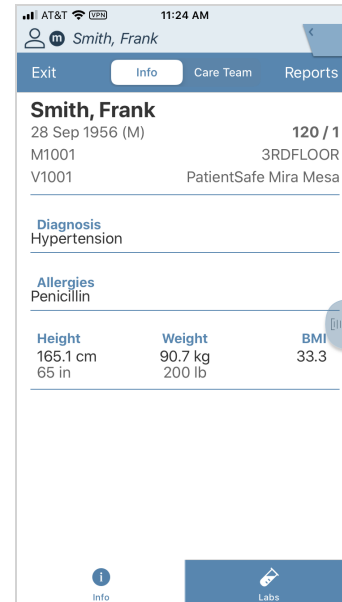 AT&T VPN 11:24 AM
m Smith, Frank
Exit Info Care Team Reports
Smith, Frank
28 Sep 1956 (M) 120 / 1
M1001 3RDFLOOR
V1001 PatientSafe Mira Mesa
Diagnosis
Hypertension
Allergies
Penicillin
Height Weight BMI
165.1 cm 90.7 kg 33.3
65 in 200 lb
Info Labs